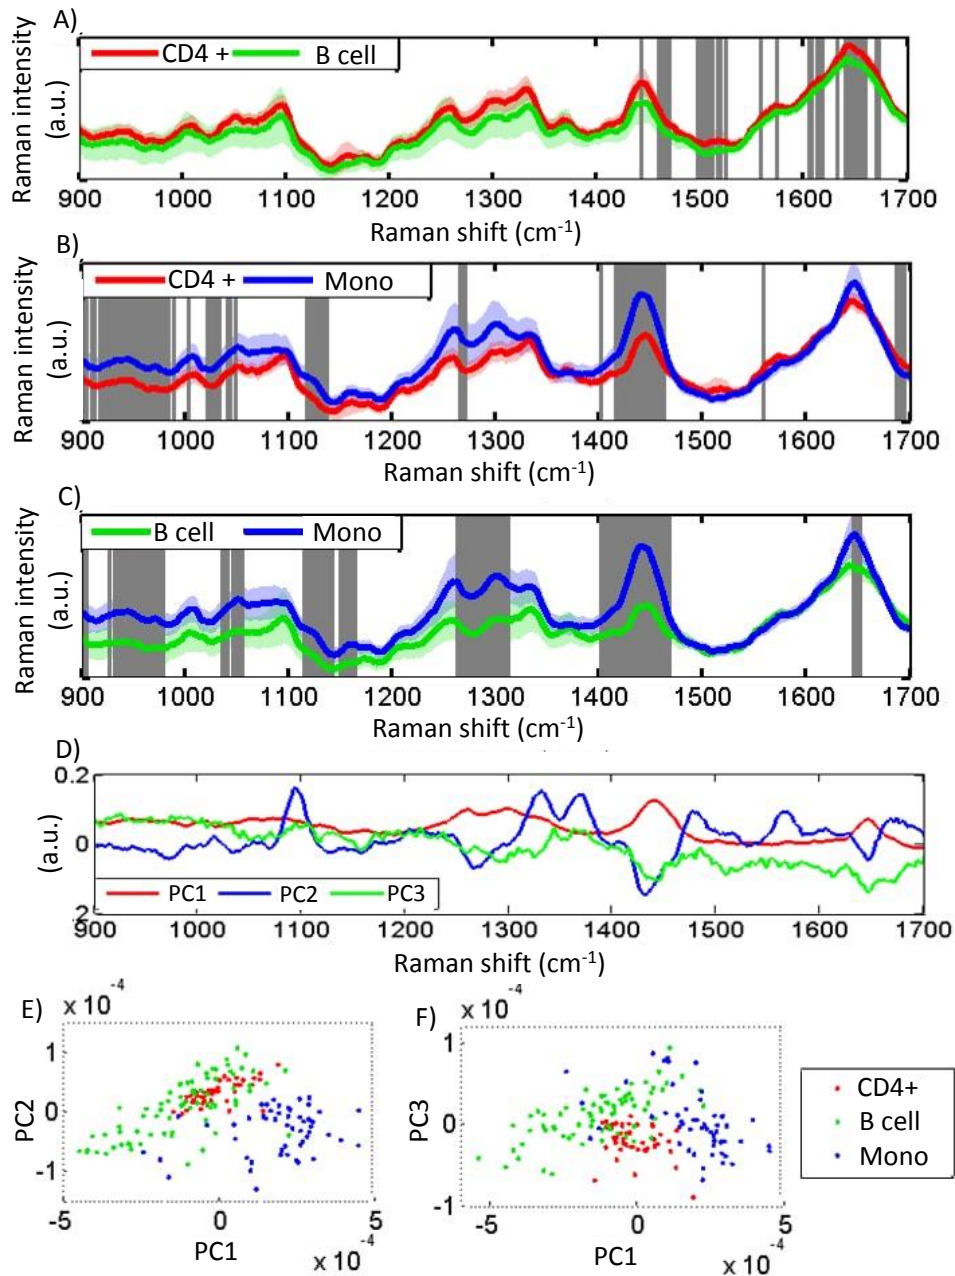 A)
Raman intensity
(a.u.)
CD4 + B cell
900 1000 1100 1200 1300 1400 1500 1600 1700
Raman shift (cm-1)
B)
Raman intensity
(a.u.)
CD4 + Mono
900 1000 1100 1200 1300 1400 1500 1600 1700
Raman shift (cm-1)
C)
Raman intensity
(a.u.)
B cell Mono
900 1000 1100 1200 1300 1400 1500 1600 1700
Raman shift (cm-1)
D)
(a.u.)
0.2
0
2
PC1 PC2 PC3
900 1000 1100 1200 1300 1400 1500 1600 1700
Raman shift (cm-1)
E)
x 10-4
PC2
1
0
-1
-5 0 5
PC1
x 10-4
F)
x 10-4
PC3
1
0
-1
-5 0 5
PC1
x 10-4
CD4+
B cell
Mono